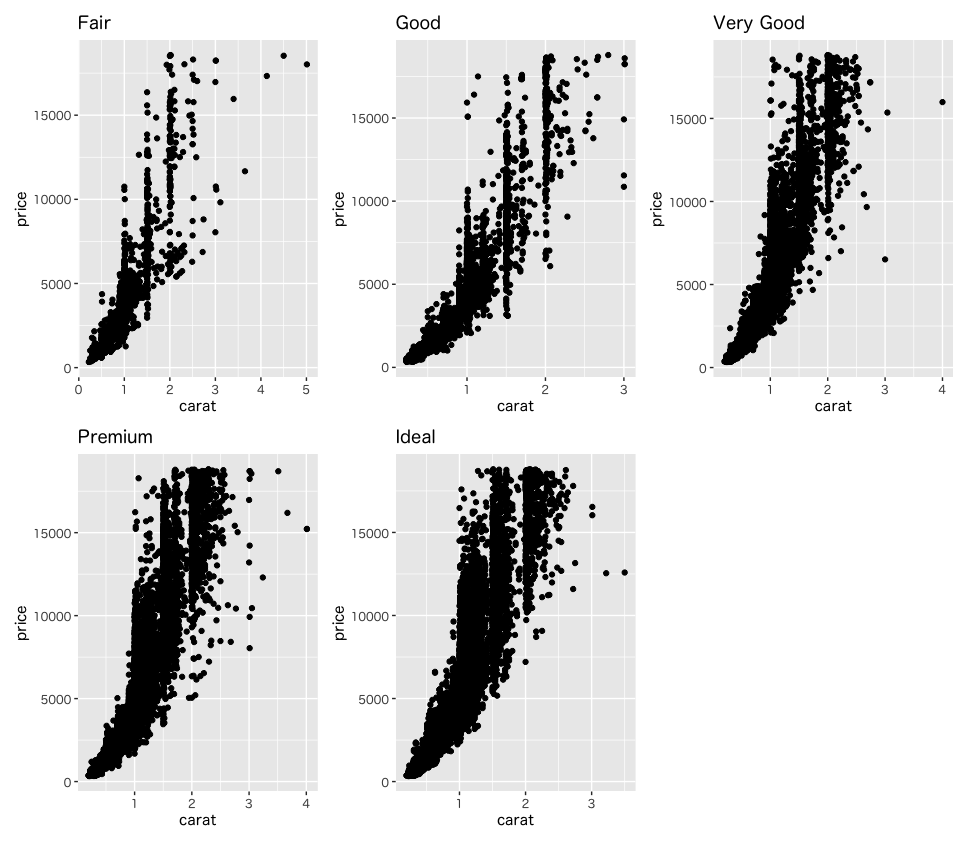 Fair
price
15000
10000
5000
0
0 1 2 3 4 5
carat
Good
price
15000
10000
5000
0
1 2 3
carat
Very Good
price
15000
10000
5000
0
1 2 3 4
carat
Premium
price
15000
10000
5000
0
1 2 3 4
carat
Ideal
price
15000
10000
5000
0
1 2 3
carat